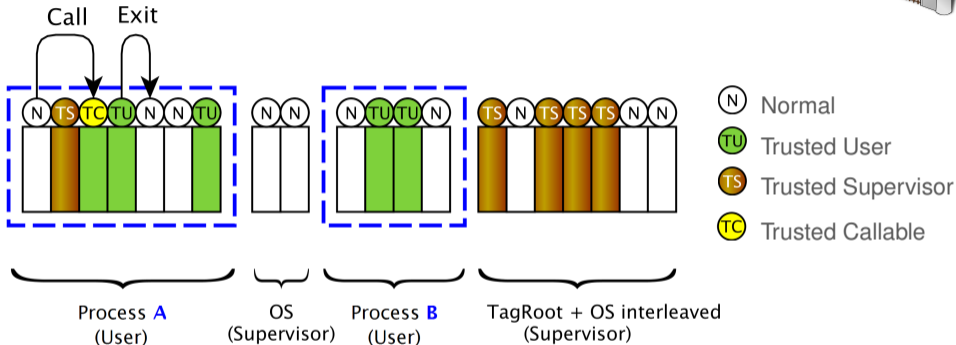 Call Exit
N TS TC TU N N TU N N N TU TU N TS N TS TS TS N N
N Normal
TU Trusted User
TS Trusted Supervisor
TC Trusted Callable
Process A OS Process B TagRoot + OS interleaved
(User) (Supervisor) (User) (Supervisor)